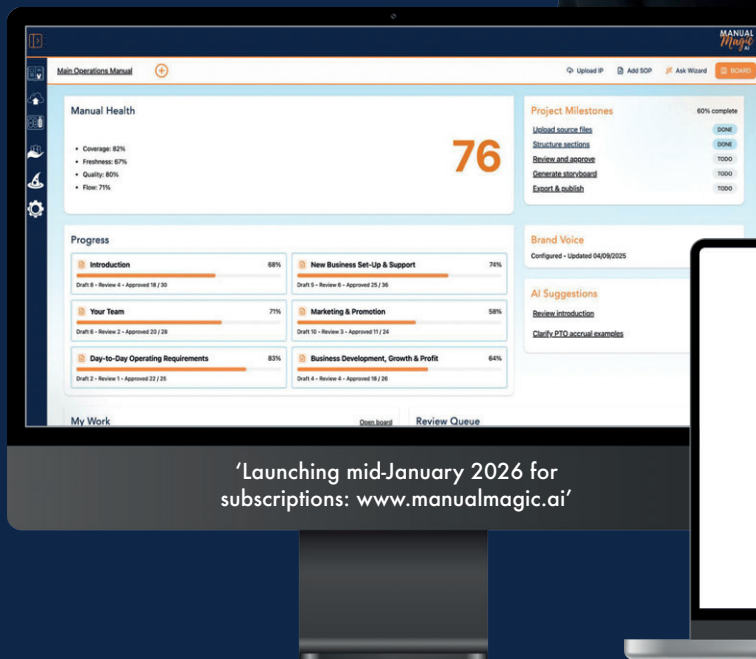 MANUAL
Magic
AI
Main Operations Manual
Upload IP
Add SOP
Ask Wizard
BOARD
Manual Health
• Coverage: 82%
• Freshness: 67%
• Quality: 80%
• Flow: 71%
76
Project Milestones
60% complete
Upload source files
DONE
Structure sections
DONE
Review and approve
TODO
Generate storyboard
TODO
Export & publish
TODO
Progress
Introduction
68%
Draft 8 - Review 4 - Approved 18 / 30
New Business Set-Up & Support
74%
Draft 5 - Review 6 - Approved 25 / 36
Your Team
71%
Draft 6 - Review 2 - Approved 20 / 28
Marketing & Promotion
58%
Draft 10 - Review 3 - Approved 11 / 24
Day-to-Day Operating Requirements
83%
Draft 2 - Review 1 - Approved 22 / 25
Business Development, Growth & Profit
64%
Draft 4 - Review 4 - Approved 18 / 26
Brand Voice
Configured - Updated 04/09/2025
AI Suggestions
Review introduction
Clarify PTO accrual examples
My Work
Open board
Review Queue
‘Launching mid-January 2026 for
subscriptions: www.manualmagic.ai’